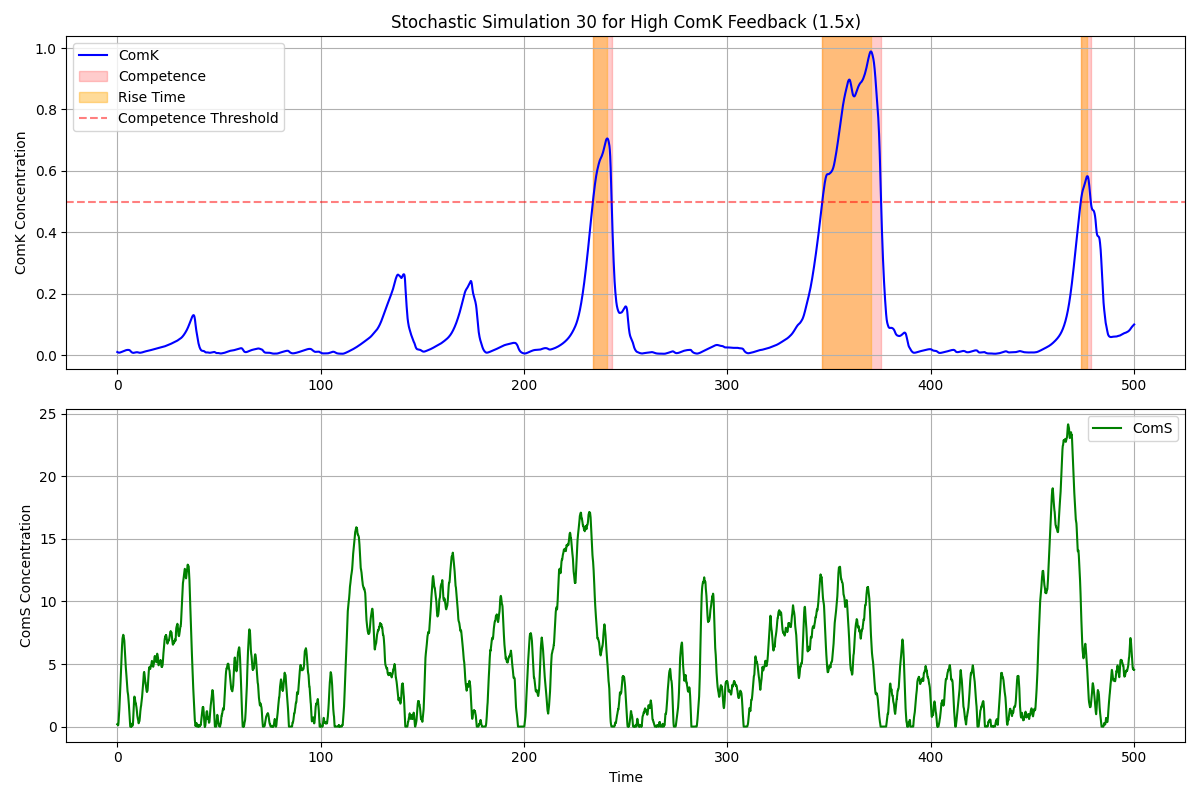 Stochastic Simulation 30 for High ComK Feedback (1.5x)
ComK Concentration
1.0
0.8
0.6
0.4
0.2
0.0
ComK
Competence
Rise Time
Competence Threshold
0 100 200 300 400 500
ComS Concentration
25
20
15
10
5
0
ComS
0 100 200 300 400 500
Time